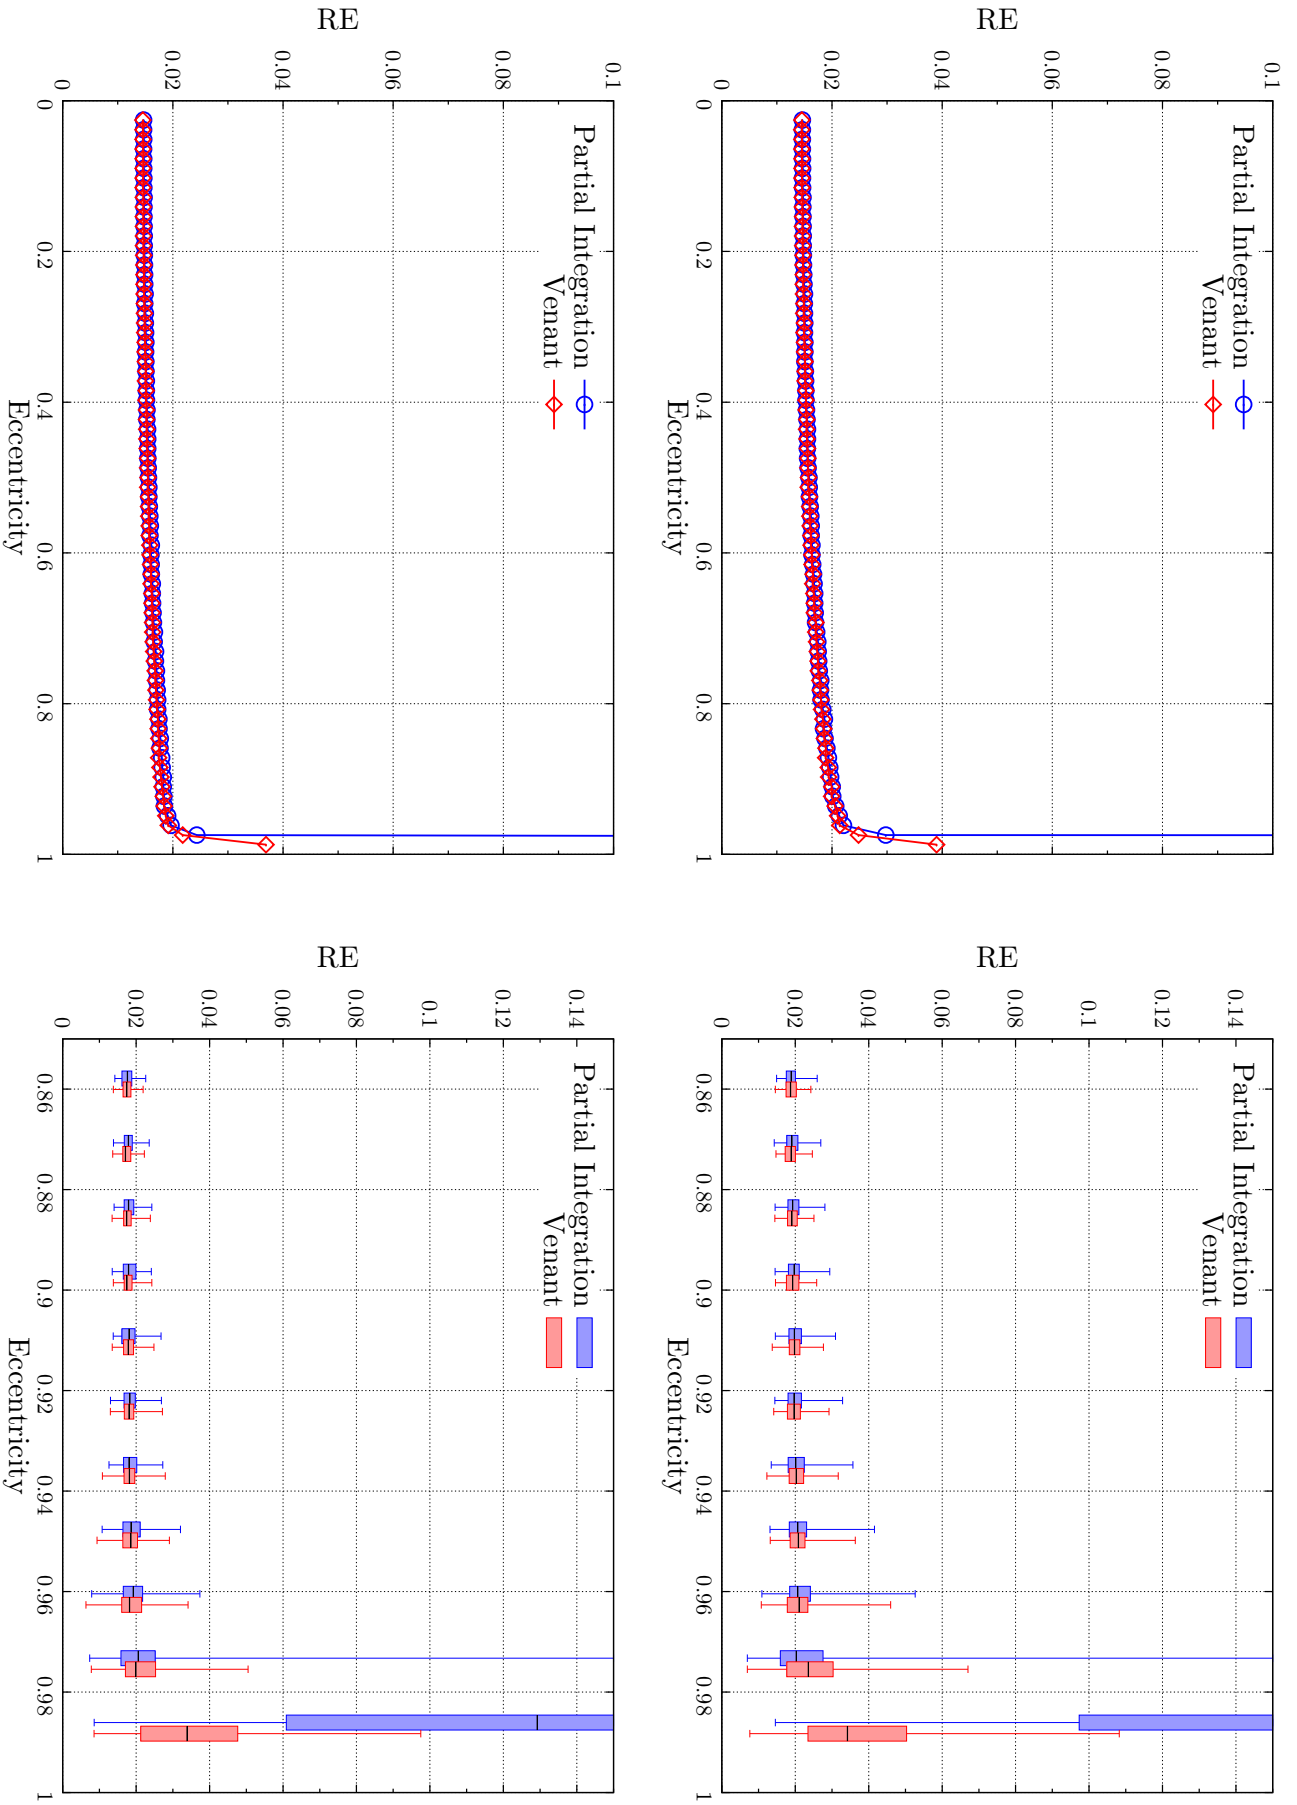 RE
0.1
0.08
0.06
0.04
0.02
0
Partial Integration
Venant
0 0.2 0.4 0.6 0.8 1
Eccentricity
RE
0.14
0.12
0.1
0.08
0.06
0.04
0.02
0
Partial Integration
Venant
0.86 0.88 0.9 0.92 0.94 0.96 0.98 1
Eccentricity
RE
0.1
0.08
0.06
0.04
0.02
0
Partial Integration
Venant
0 0.2 0.4 0.6 0.8 1
Eccentricity
RE
0.14
0.12
0.1
0.08
0.06
0.04
0.02
0
Partial Integration
Venant
0.86 0.88 0.9 0.92 0.94 0.96 0.98 1
Eccentricity